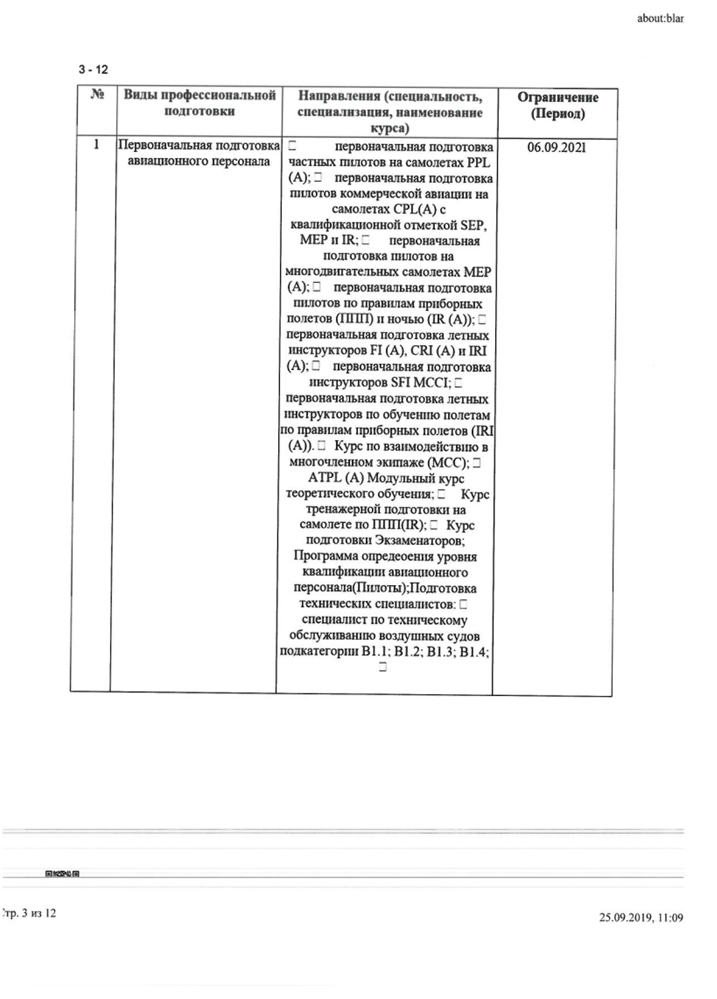 about:blar
3 - 12
№ Виды профессиональной подготовки Направления (специальность, специализация, наименование курса) Ограничение (Период)
1 Первоначальная подготовка авиационного персонала
□ первоначальная подготовка
частных пилотов на самолетах PPL
(A); □ первоначальная подготовка
пилотов коммерческой авиации на
самолетах CPL(A) с
квалификационной отметкой SEP,
MEP и IR; □ первоначальная
подготовка пилотов на
многодвигательных самолетах MEP
(A); □ первоначальная подготовка
пилотов по правилам приборных
полетов (ППП) и ночью (IR (A)); □
первоначальная подготовка летных
инструкторов FI (A), CRI (A) и IRI
(A); □ первоначальная подготовка
инструкторов SFI MCCI; □
первоначальная подготовка летных
инструкторов по обучению полетам
по правилам приборных полетов (IRI
(A)). □ Курс по взаимодействию в
многочленном экипаже (MCC); □
ATPL (A) Модульный курс
теоретического обучения; □ Курс
тренажерной подготовки на
самолете по ППП(IR); □ Курс
подготовки Экзаменаторов;
Программа опредеоения уровня
квалификации авиационного
персонала(Пилоты);Подготовка
технических специалистов: □
специалист по техническому
обслуживанию воздушных судов
подкатегории B1.1; B1.2; B1.3; B1.4;
□
06.09.2021
Стр. 3 из 12
25.09.2019, 11:09